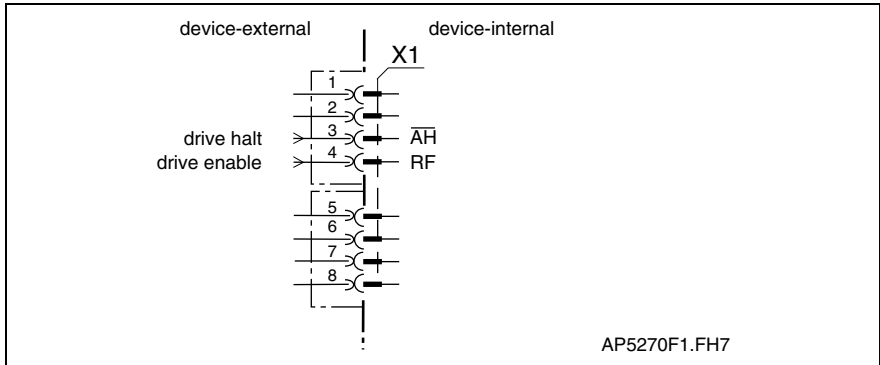 device-external device-internal
X1
1
2
drive halt 3 A̅H̅
drive enable 4 RF
5
6
7
8
AP5270F1.FH7